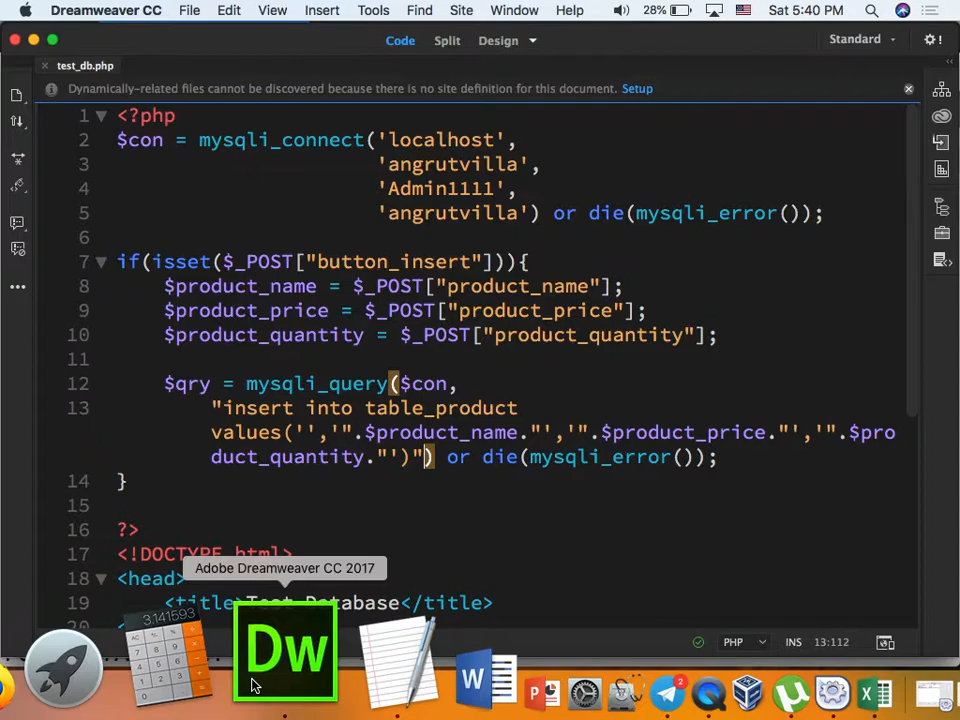 Dreamweaver CC File Edit View Insert Tools Find Site Window Help 28% Sat 5:40 PM
Code Split Design Standard
test_db.php
Dynamically-related files cannot be discovered because there is no site definition for this document. Setup
1 <?php
2 $con = mysqli_connect('localhost',
3 'angrutvilla',
4 'Admin1111',
5 'angrutvilla') or die(mysqli_error());
6
7 if(isset($_POST["button_insert"])){
8 $product_name = $_POST["product_name"];
9 $product_price = $_POST["product_price"];
10 $product_quantity = $_POST["product_quantity"];
11
12 $qry = mysqli_query($con,
13 "insert into table_product
values('','".$product_name."','".$product_price."','".$pro
duct_quantity."')") or die(mysqli_error());
14 }
15
16 ?>
17 <!DOCTYPE html>
Adobe Dreamweaver CC 2017
18 <head>
19 <title>Test Database</title>
3.141593
PHP INS 13:112
Dw
W
P
2
X